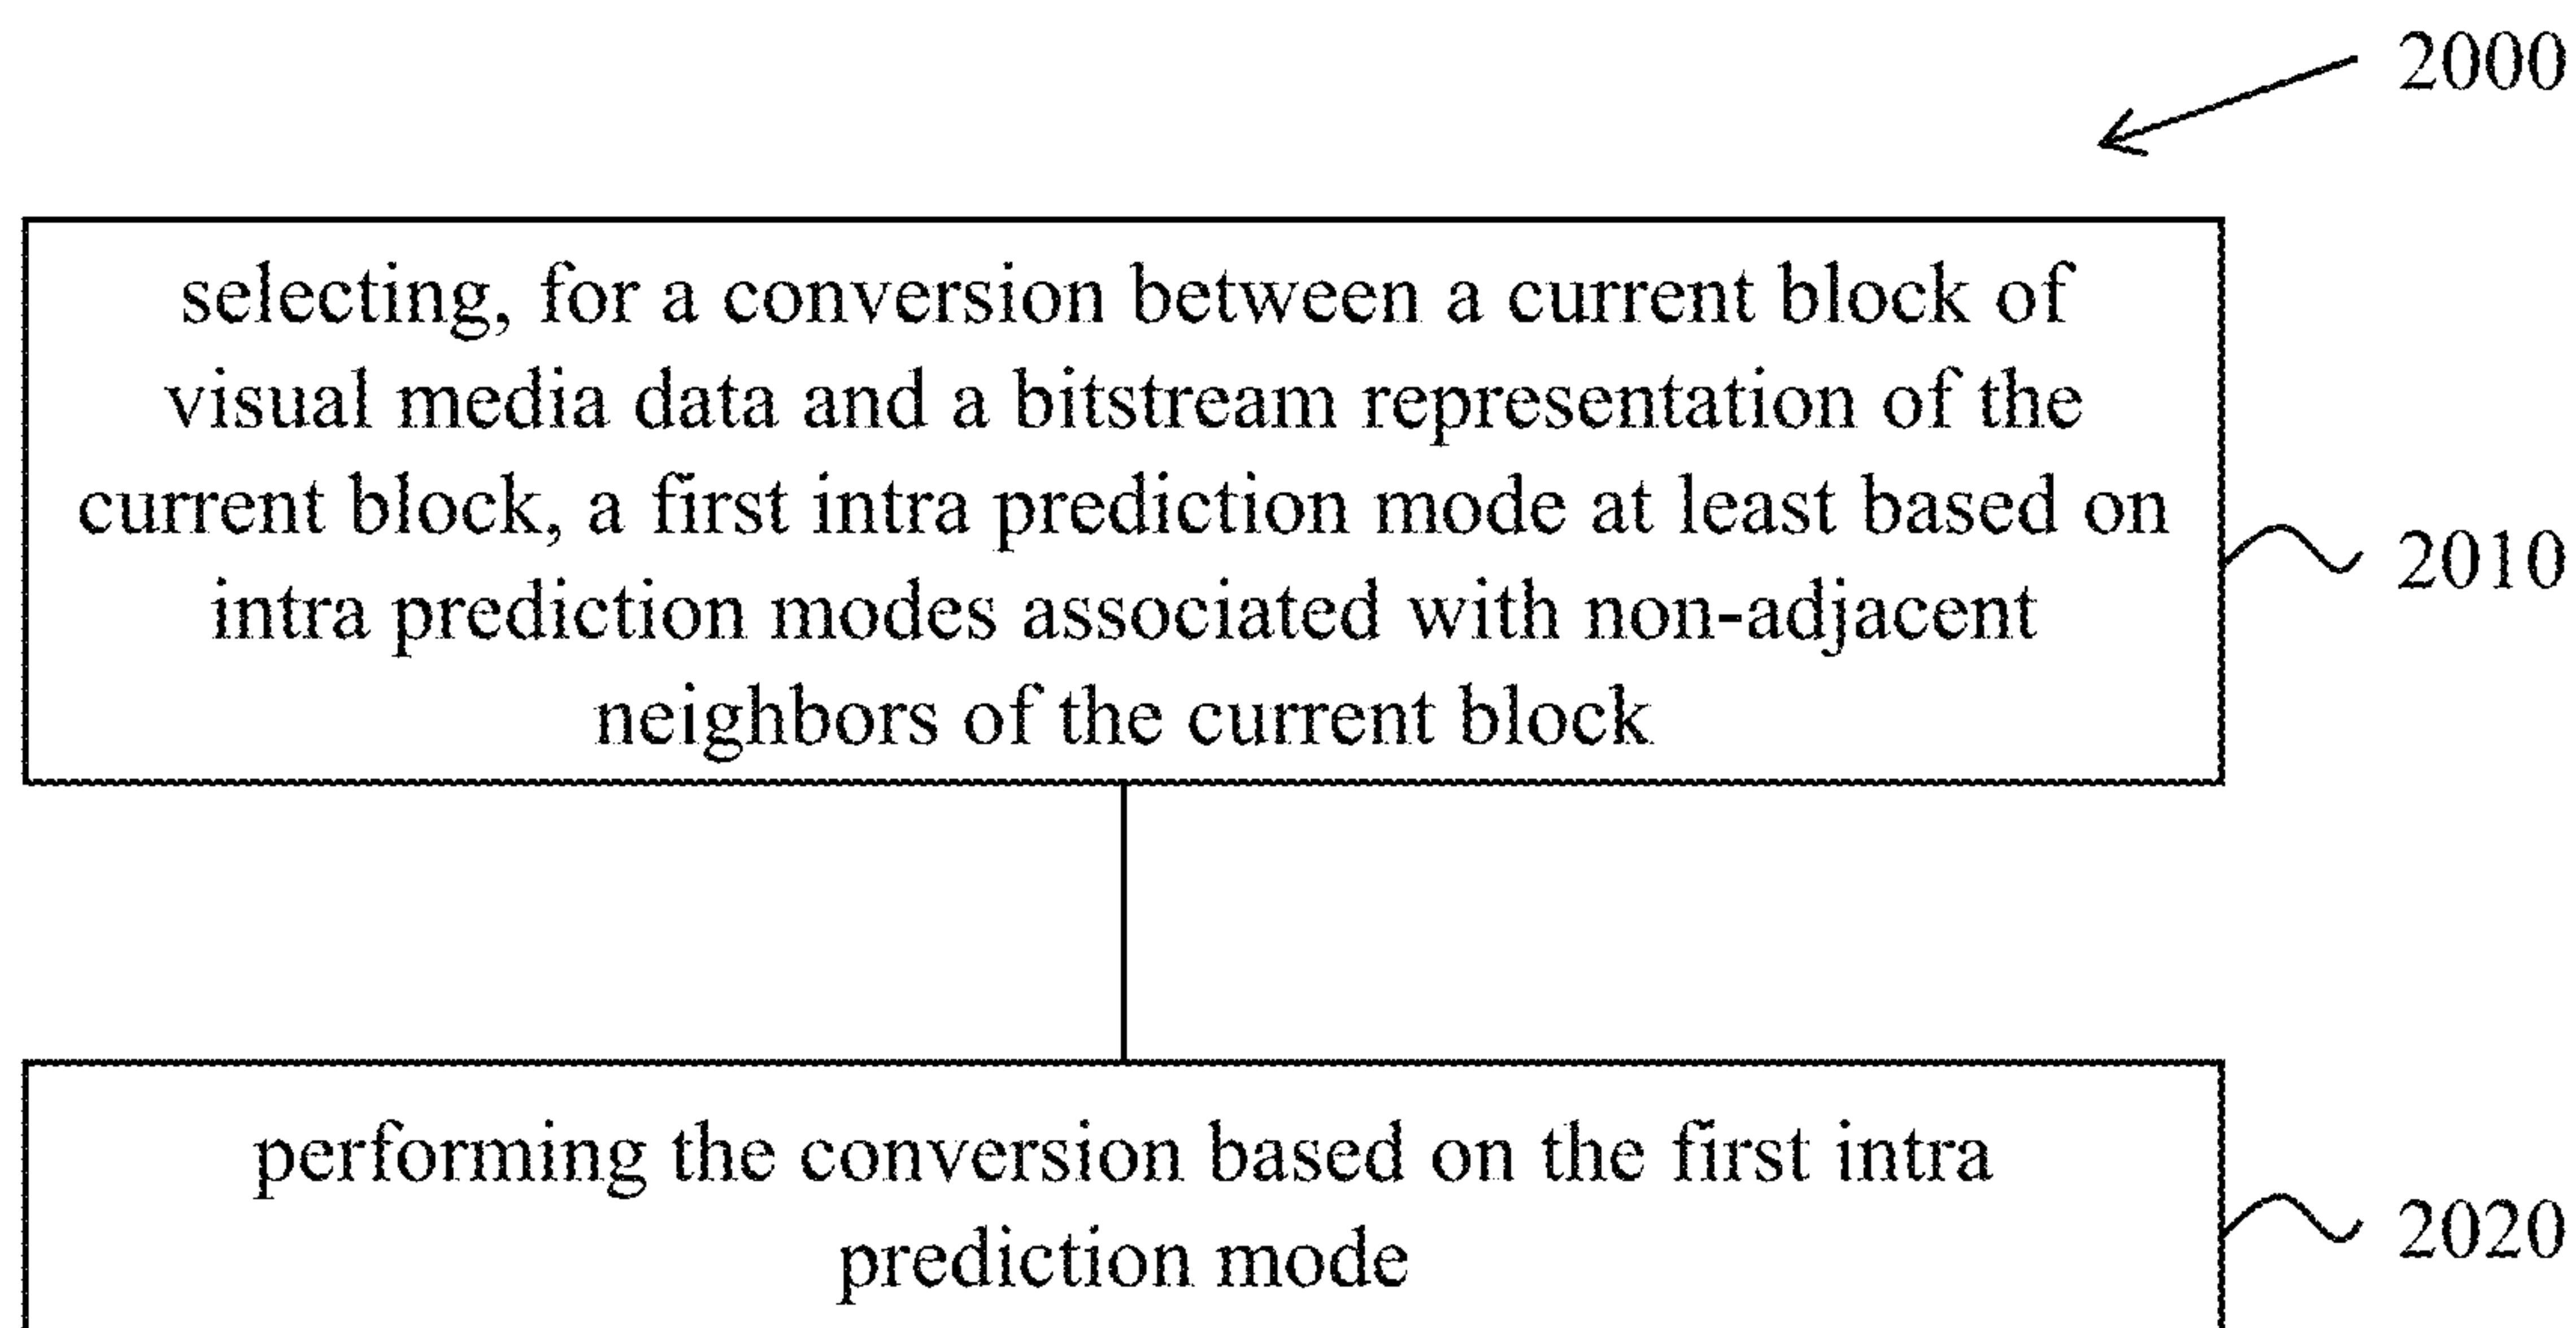 2000
selecting, for a conversion between a current block of
visual media data and a bitstream representation of the
current block, a first intra prediction mode at least based on
intra prediction modes associated with non-adjacent
neighbors of the current block
2010
performing the conversion based on the first intra
prediction mode
2020